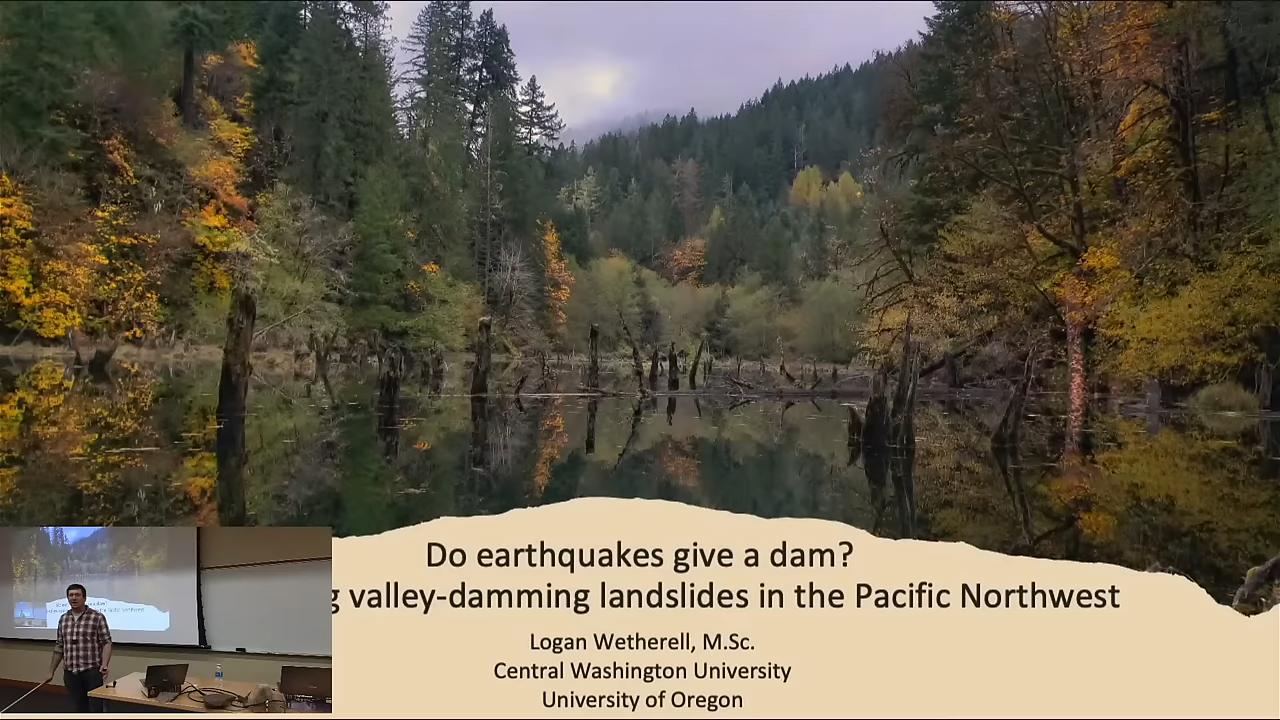 Do earthquakes give a dam?
valley-damming landslides in the Pacific Northwest
Logan Wetherell, M.Sc.
Central Washington University
University of Oregon